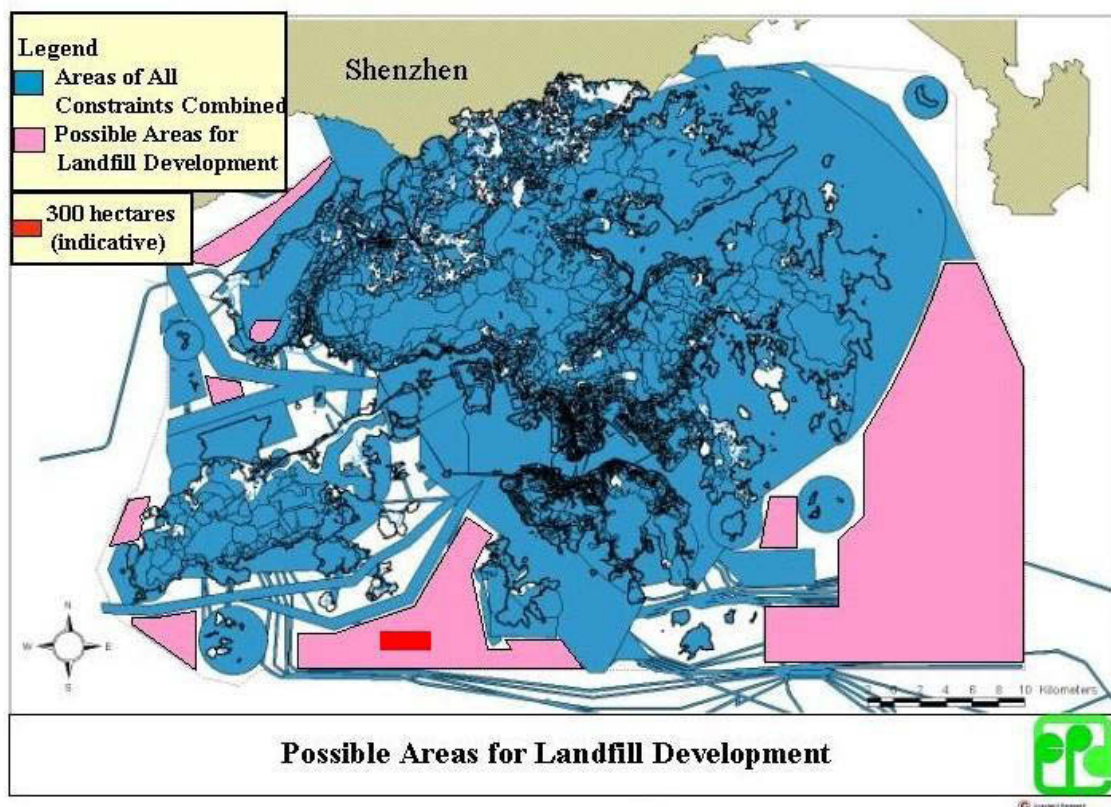 Legend
Areas of All
Constraints Combined
Possible Areas for
Landfill Development
300 hectares
(indicative)
Shenzhen
N
W E
S
2 0 2 4 6 8 10 Kilometers
Possible Areas for Landfill Development